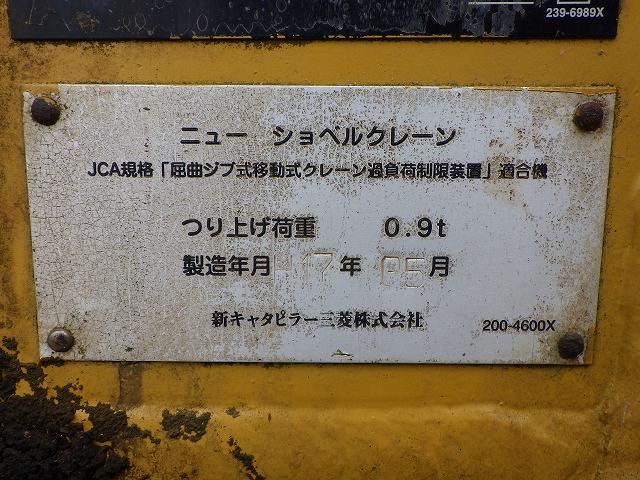 239-6989X
ニュー ショベルクレーン
JCA規格「屈曲ジブ式移動式クレーン過負荷制限装置」適合機
つり上げ荷重 0.9t
製造年月 H17年 05月
新キャタピラー三菱株式会社
200-4600X